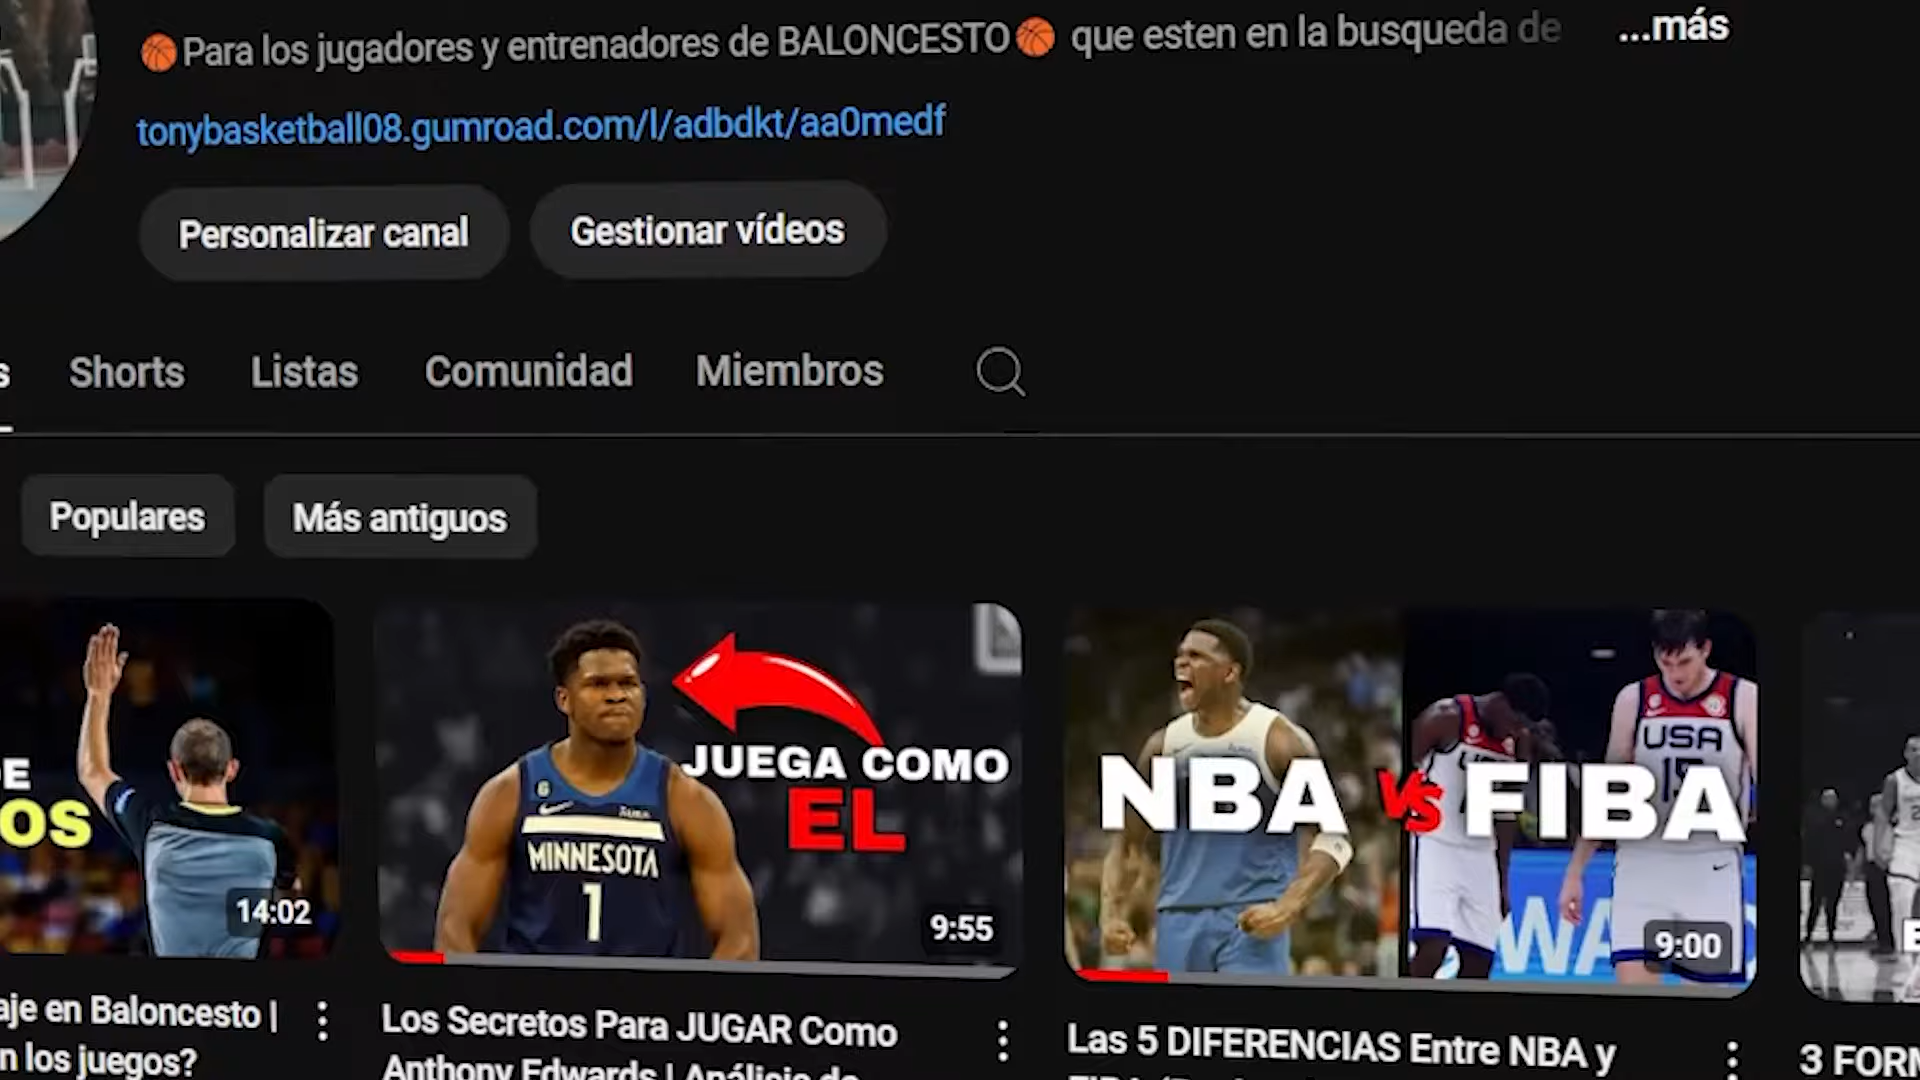 Para los jugadores y entrenadores de BALONCESTO que esten en la busqueda de ...más
tonybasketball08.gumroad.com/l/adbdkt/aa0medf
Personalizar canal
Gestionar vídeos
s Shorts Listas Comunidad Miembros
Populares
Más antiguos
OS
14:02
JUEGA COMO
EL
MINNESOTA
1
9:55
NBA VS FIBA
USA
15
WA
9:00
aje en Baloncesto |
n los juegos?
Los Secretos Para JUGAR Como
Anthony Edwards | Análisis de
Las 5 DIFERENCIAS Entre NBA y
3 FORM